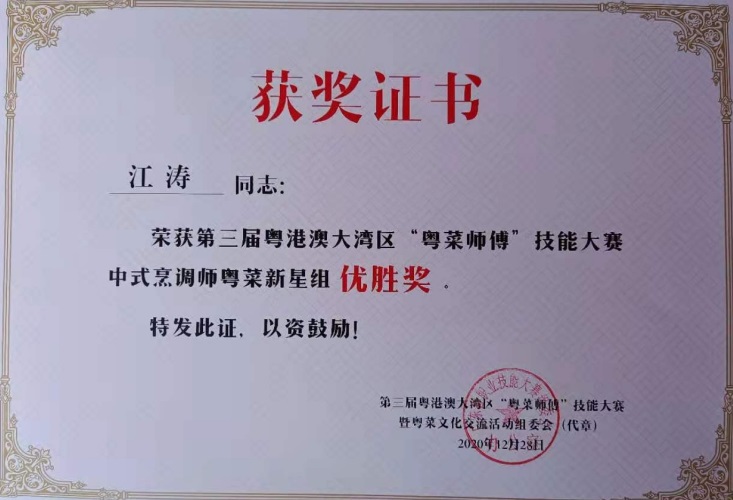 获奖证书
江涛 同志：
荣获第三届粤港澳大湾区“粤菜师傅”技能大赛
中式烹调师粤菜新星组 优胜奖 。
特发此证，以资鼓励！
第三届粤港澳大湾区“粤菜师傅”技能大赛
暨粤菜文化交流活动组委会（代章）
2020年12月28日